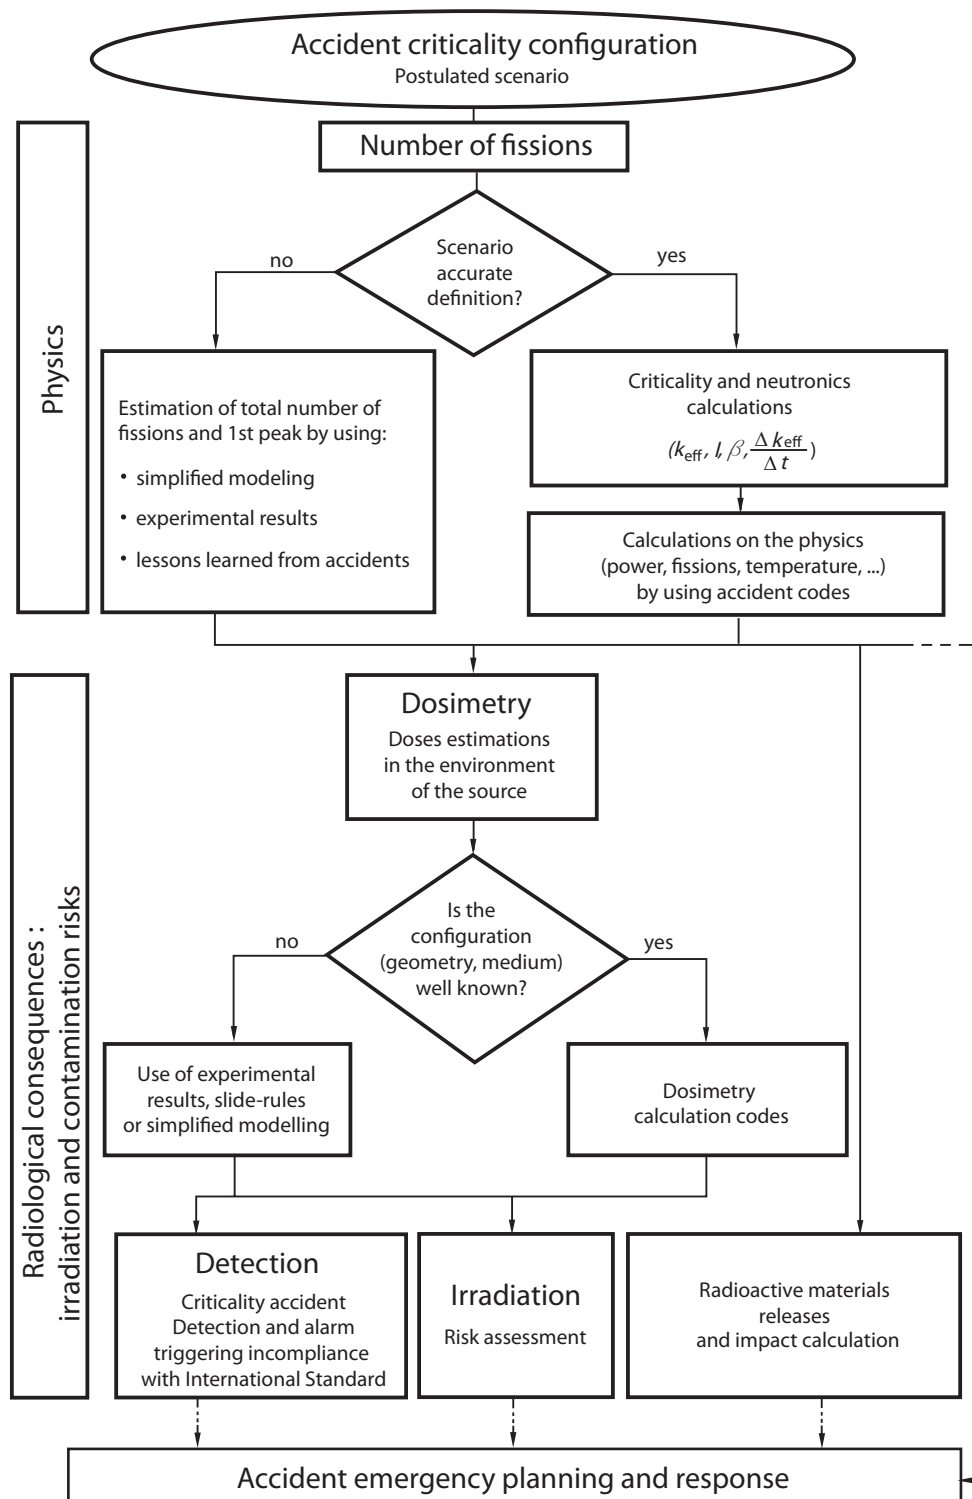 Accident criticality configuration
Postulated scenario
Number of fissions
Physics
Scenario
accurate
definition?
no
yes
Estimation of total number of
fissions and 1st peak by using:
• simplified modeling
• experimental results
• lessons learned from accidents
Criticality and neutronics
calculations
(keff, l, β, Δ keff / Δ t)
Calculations on the physics
(power, fissions, temperature, ...)
by using accident codes
Radiological consequences :
irradiation and contamination risks
Dosimetry
Doses estimations
in the environment
of the source
Is the
configuration
(geometry, medium)
well known?
no
yes
Use of experimental
results, slide-rules
or simplified modelling
Dosimetry
calculation codes
Detection
Criticality accident
Detection and alarm
triggering incompliance
with International Standard
Irradiation
Risk assessment
Radioactive materials
releases
and impact calculation
Accident emergency planning and response